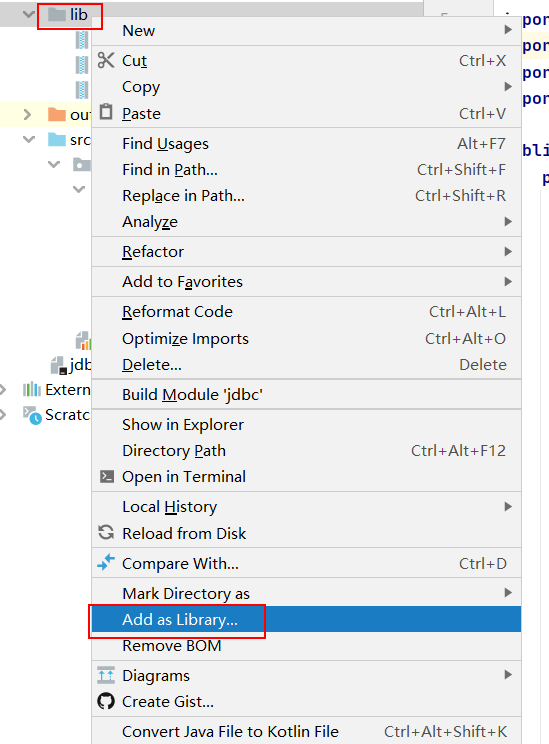 lib
New
Cut Ctrl+X
Copy
Paste Ctrl+V
Find Usages Alt+F7
Find in Path... Ctrl+Shift+F
Replace in Path... Ctrl+Shift+R
Analyze
Refactor
Add to Favorites
Reformat Code Ctrl+Alt+L
Optimize Imports Ctrl+Alt+O
Delete... Delete
Build Module 'jdbc'
Show in Explorer
Directory Path Ctrl+Alt+F12
Open in Terminal
Local History
Reload from Disk
Compare With... Ctrl+D
Mark Directory as
Add as Library...
Remove BOM
Diagrams
Create Gist...
Convert Java File to Kotlin File Ctrl+Alt+Shift+K
ou
src
jdb
Extern
Scratc
por
por
por
por
bli
p